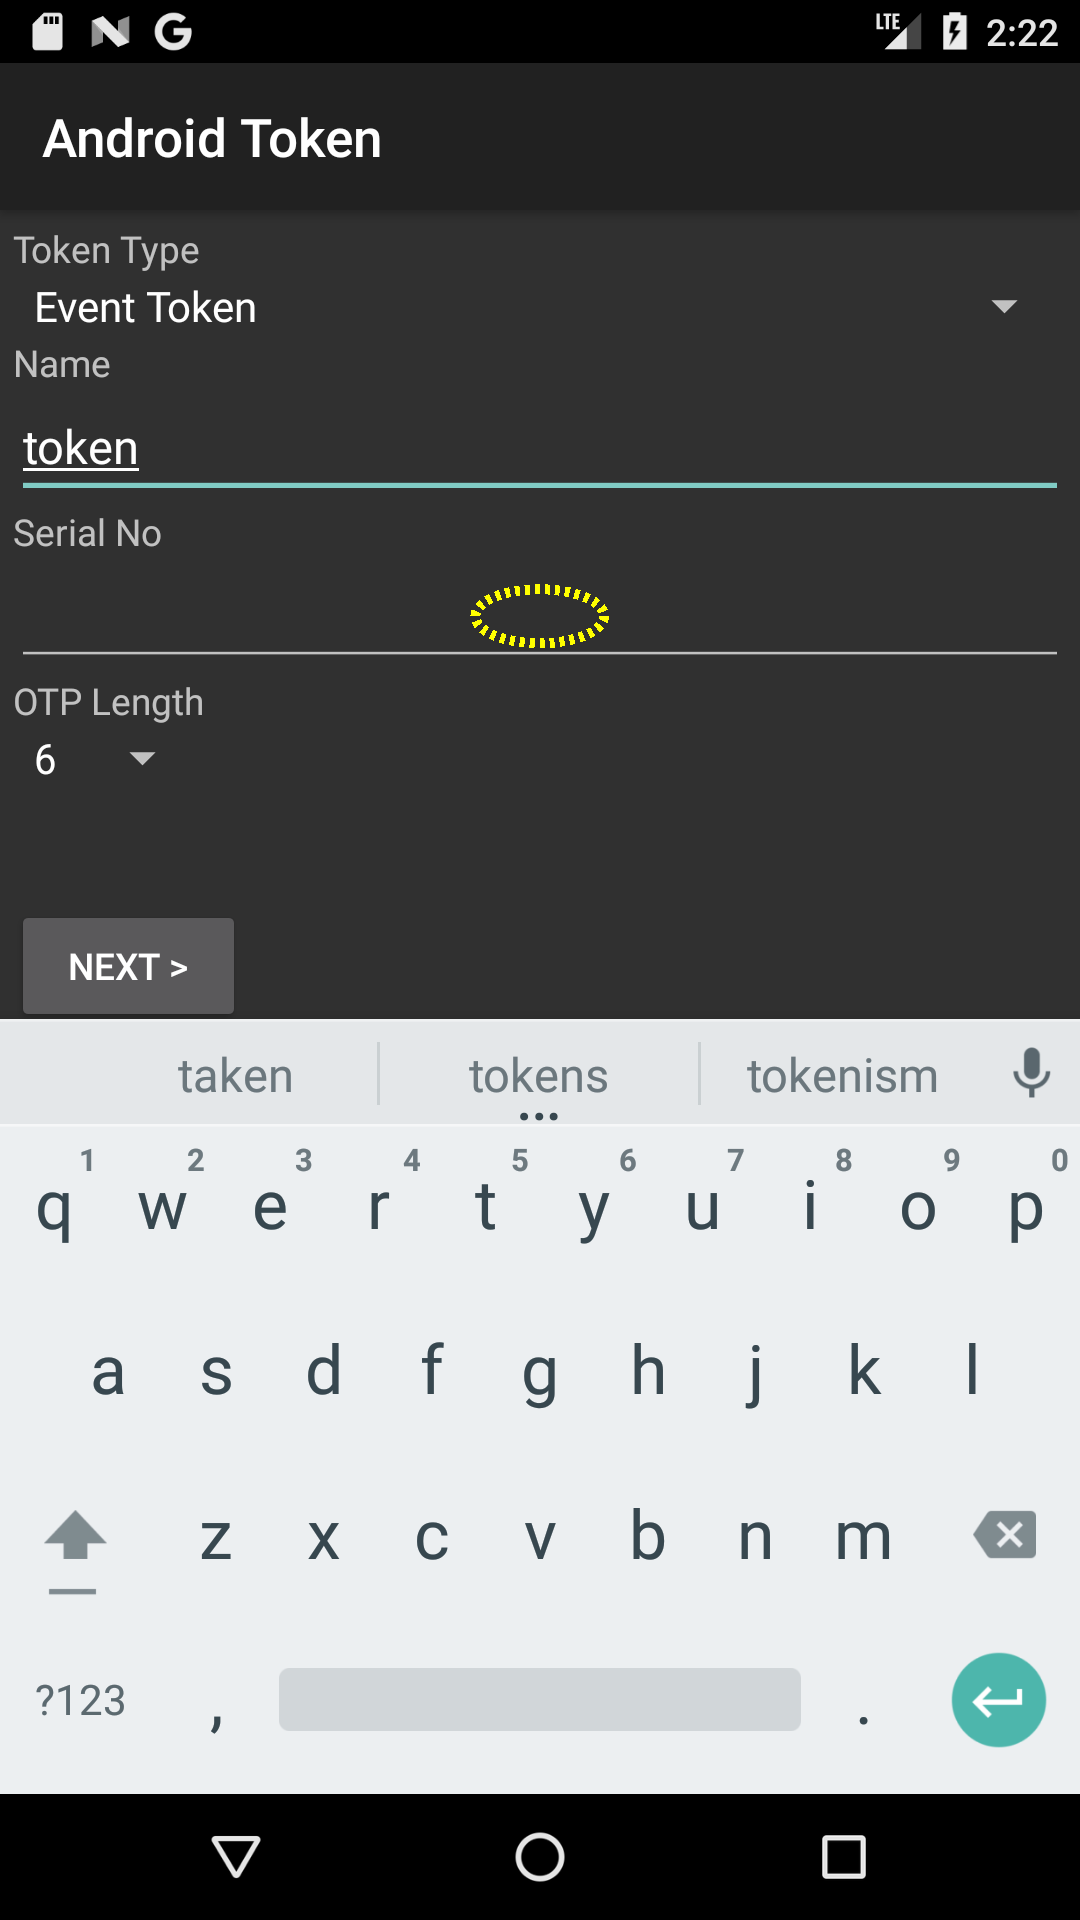 LTE 2:22
Android Token
Token Type
Event Token
Name
token
Serial No
OTP Length
6
NEXT >
taken tokens tokenism
1 2 3 4 5 6 7 8 9 0
q w e r t y u i o p
a s d f g h j k l
z x c v b n m
?123 , .